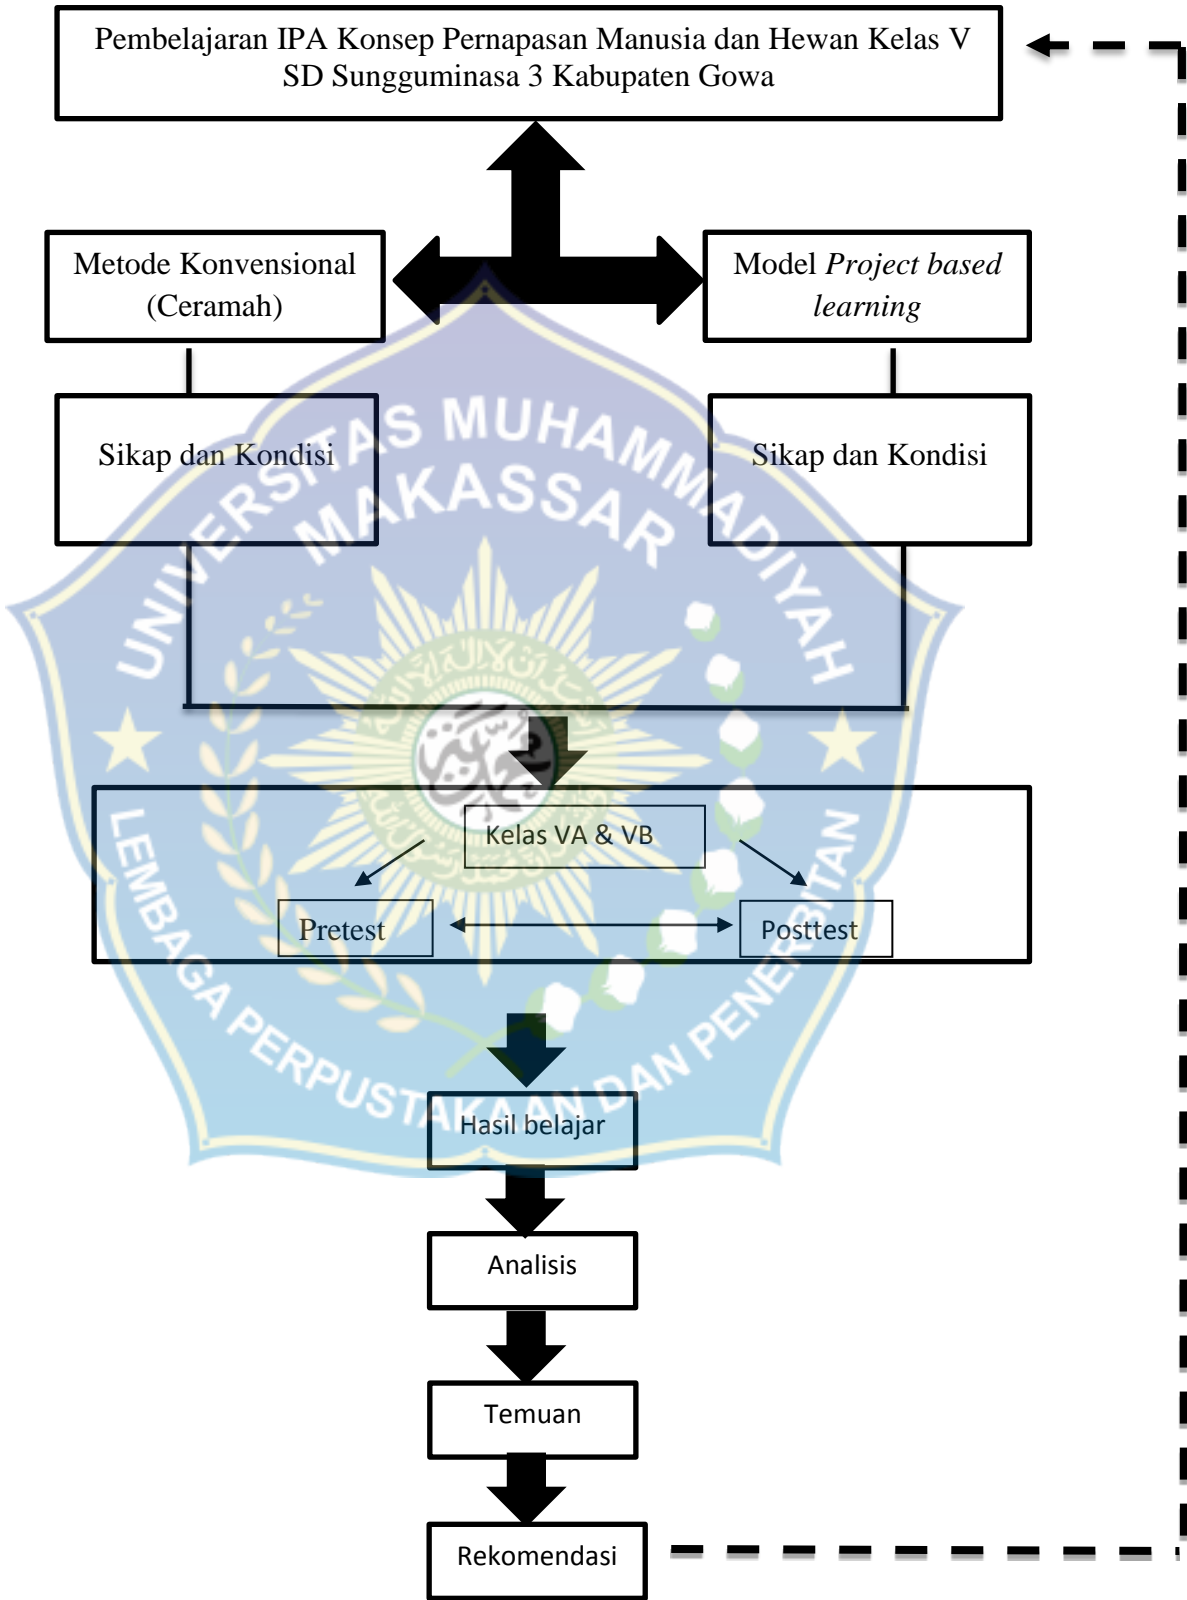 Pembelajaran IPA Konsep Pernapasan Manusia dan Hewan Kelas V
SD Sungguminasa 3 Kabupaten Gowa
Metode Konvensional
(Ceramah)
Model Project based
learning
Sikap dan Kondisi
Sikap dan Kondisi
UNIVERSITAS MUHAMMADIYAH
MAKASSAR
Kelas VA & VB
Pretest
Posttest
LEMBAGA PERPUSTAKAAN DAN PENERBITAN
Hasil belajar
Analisis
Temuan
Rekomendasi